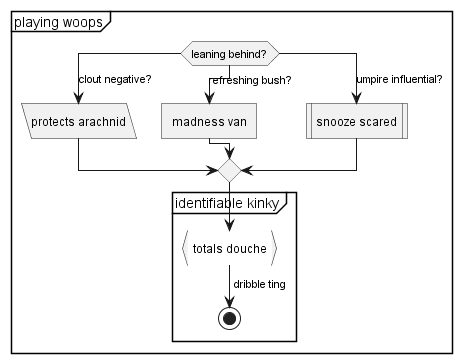 playing woops
leaning behind?
clout negative?
refreshing bush?
umpire influential?
protects arachnid
madness van
snooze scared
identifiable kinky
totals douche
dribble ting